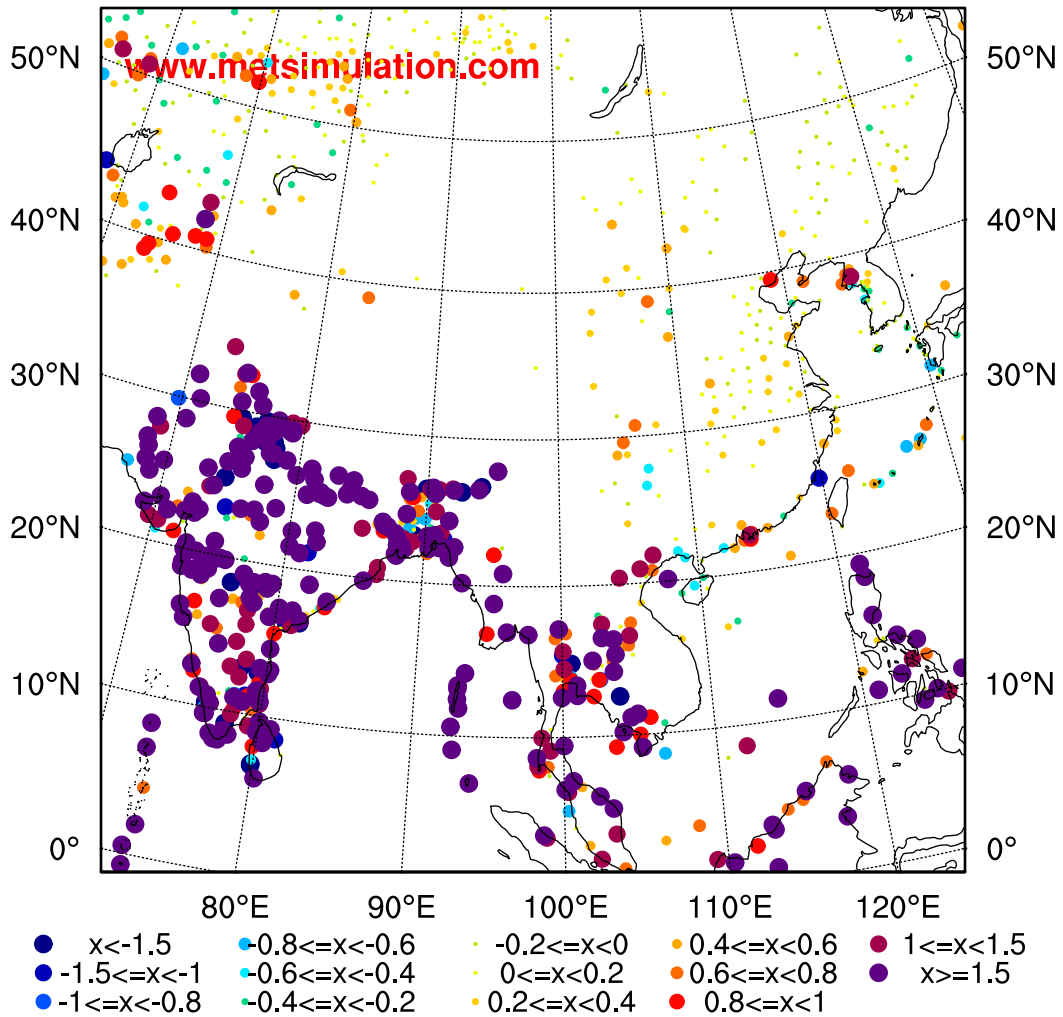 50°N 50°N
www.metsimulation.com
40°N 40°N
30°N 30°N
20°N 20°N
10°N 10°N
0° 0°
80°E 90°E 100°E 110°E 120°E
x<-1.5 -0.8<=x<-0.6 -0.2<=x<0 0.4<=x<0.6 1<=x<1.5
-1.5<=x<-1 -0.6<=x<-0.4 0<=x<0.2 0.6<=x<0.8 x>=1.5
-1<=x<-0.8 -0.4<=x<-0.2 0.2<=x<0.4 0.8<=x<1